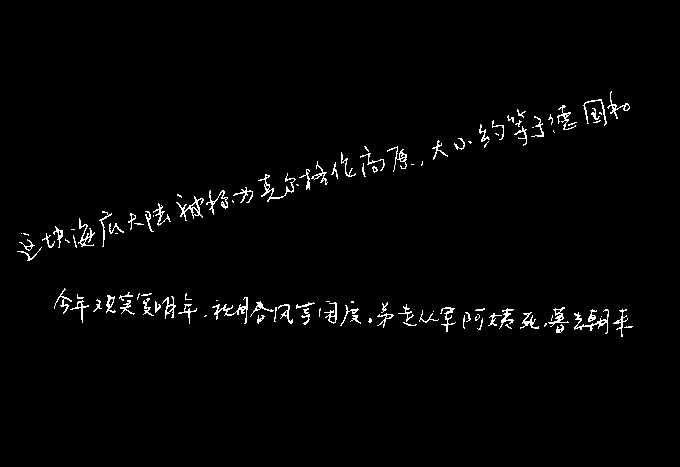 这块海底大陆被称为克尔格伦高原,大小约等于德国和
今年欢笑复明年,秋月春风等闲度。弟走从军阿姨死,暮去朝来